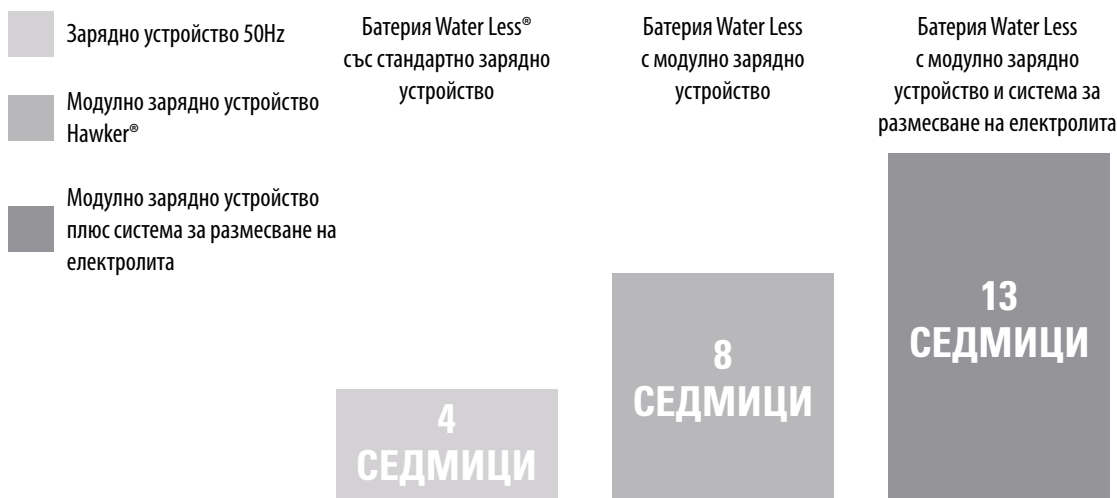 Зарядно устройство 50Hz
Модулно зарядно устройство
Hawker®
Модулно зарядно устройство
плюс система за размесване на
електролита
Батерия Water Less®
със стандартно зарядно
устройство
Батерия Water Less
с модулно зарядно
устройство
Батерия Water Less
с модулно зарядно
устройство и система за
размесване на електролита
4
СЕДМИЦИ
8
СЕДМИЦИ
13
СЕДМИЦИ